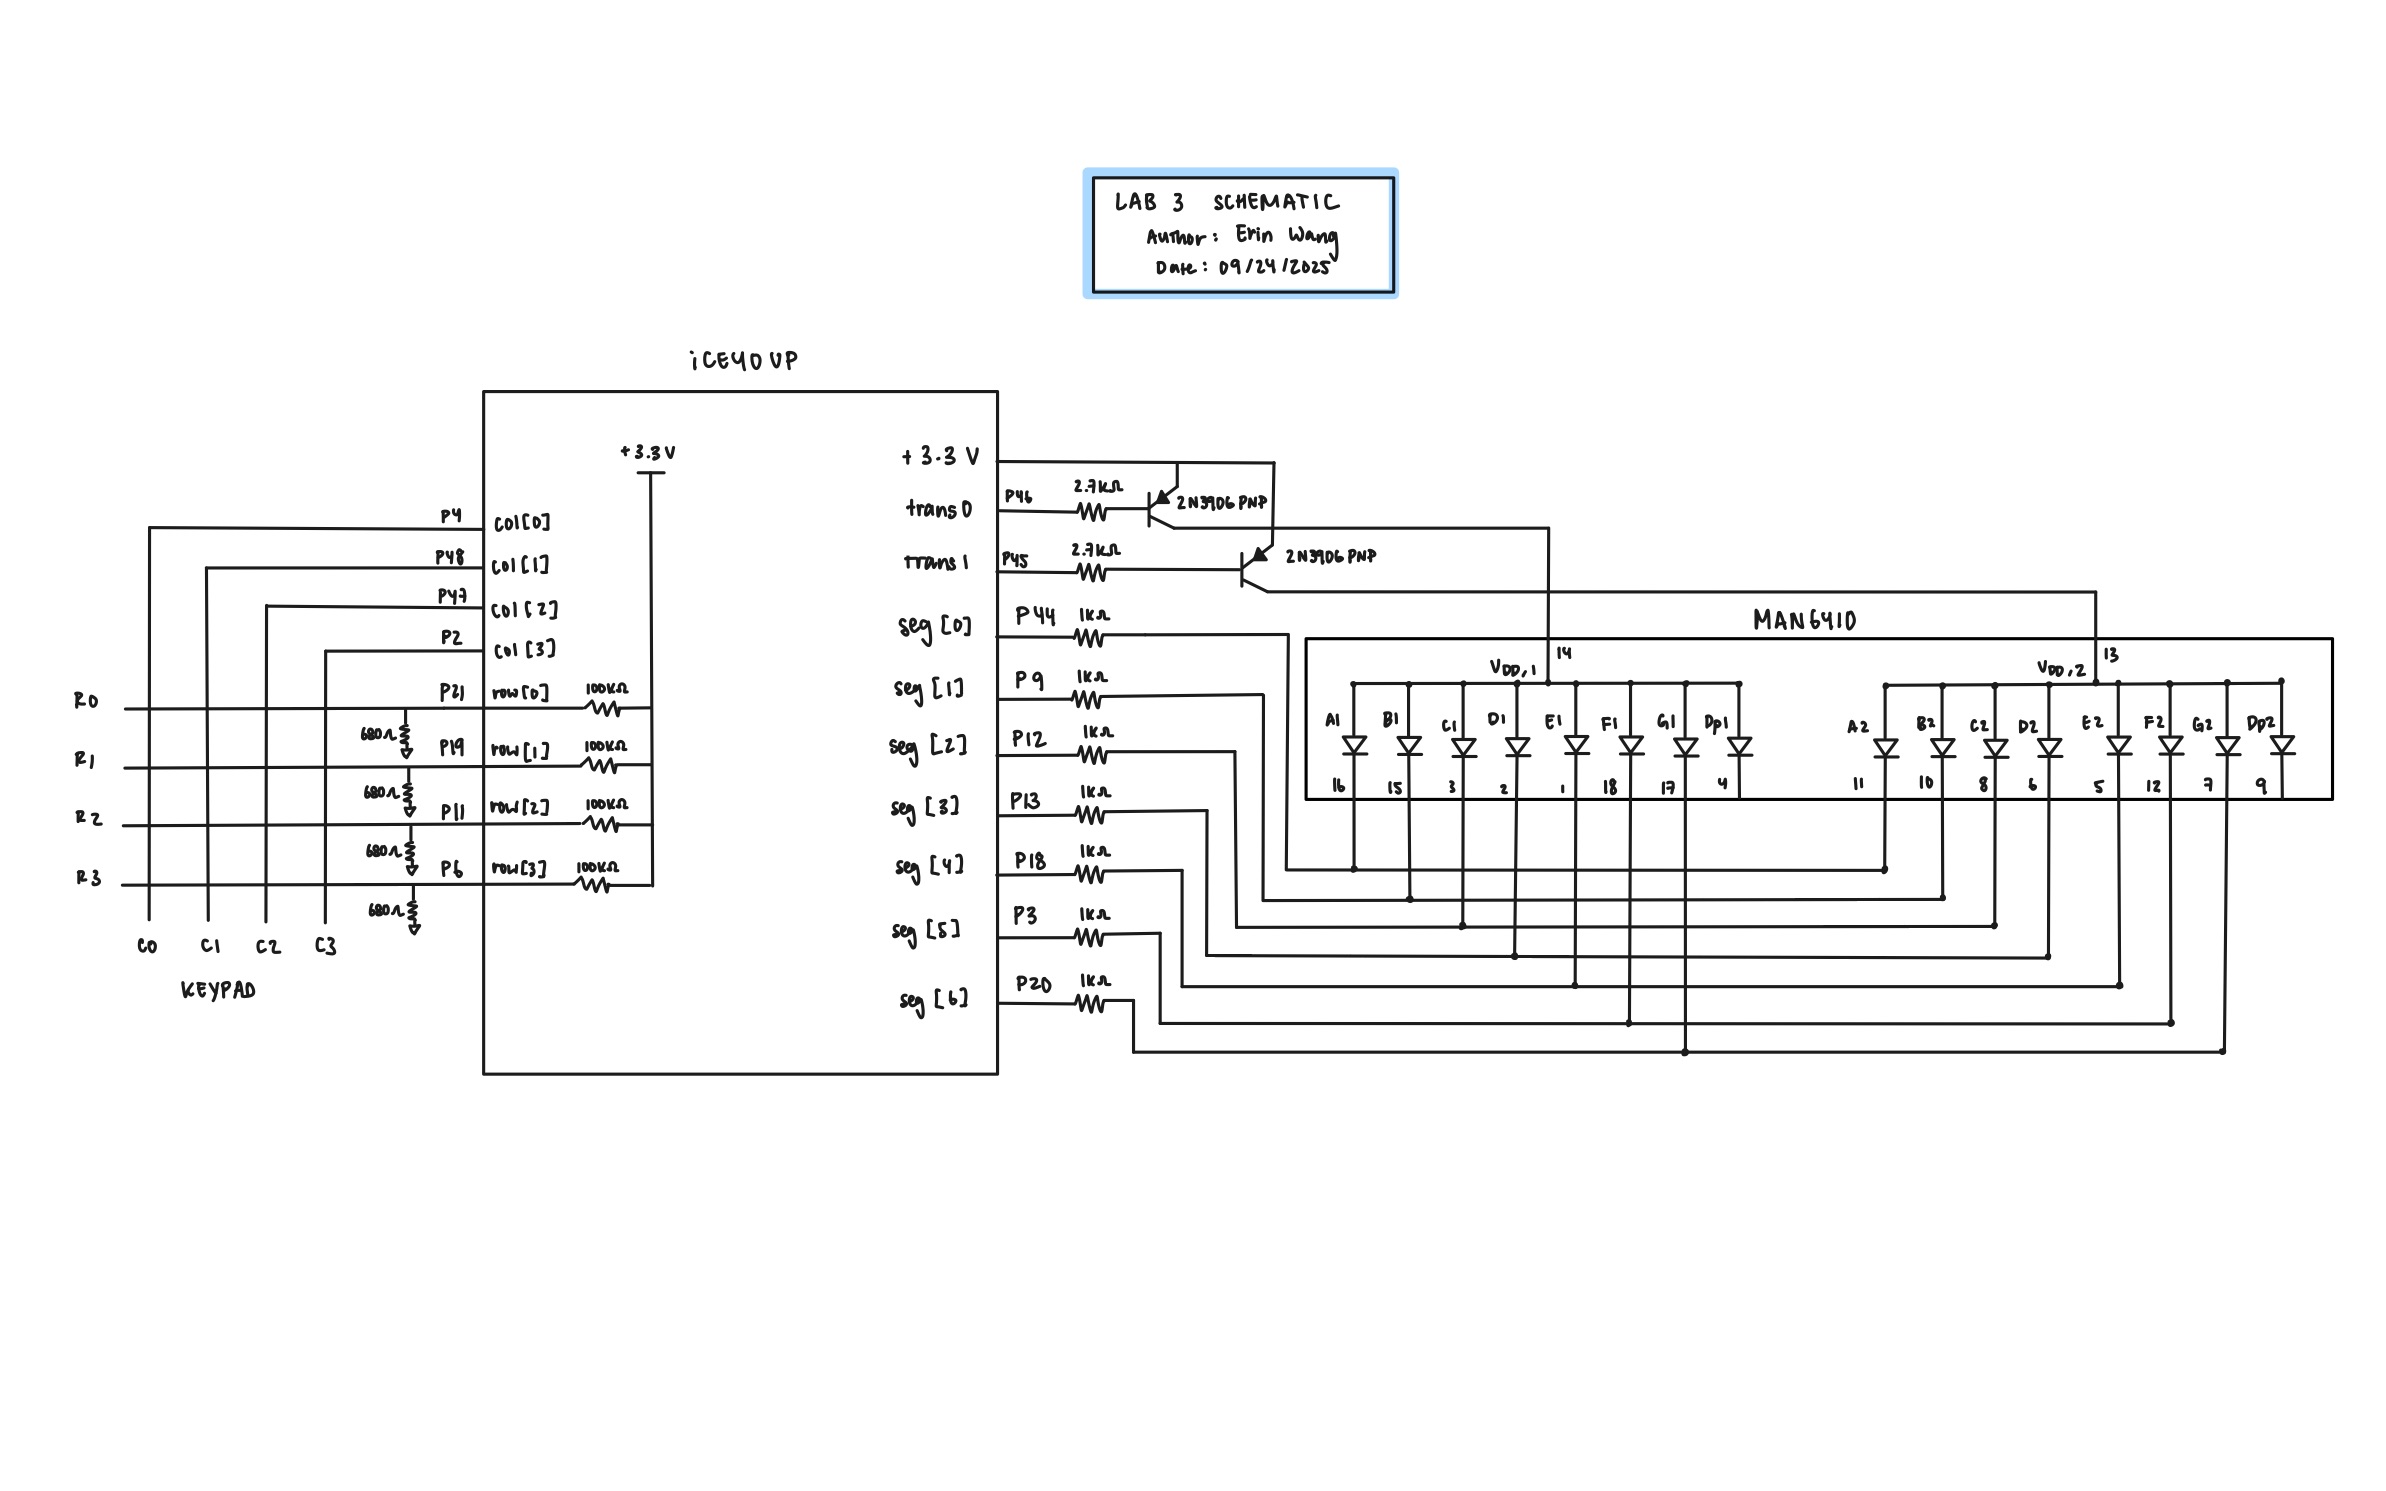 LAB 3 SCHEMATIC
Author: Erin Wang
Date: 09/24/2025
iCE40 UP
+3.3V
+ 3.3 V
trans 0
P46
2.7KΩ
2N3906 PNP
trans 1
P45
2.7KΩ
2N3906 PNP
P4
col[0]
P48
col[1]
P47
col[2]
P2
col[3]
R0
P21
row[0]
100KΩ
680Ω
R1
P19
row[1]
100KΩ
680Ω
R2
P11
row[2]
100KΩ
680Ω
R3
P6
row[3]
100KΩ
680Ω
C0 C1 C2 C3
KEYPAD
seg[0]
P44
1KΩ
seg[1]
P9
1KΩ
seg[2]
P12
1KΩ
seg[3]
P13
1KΩ
seg[4]
P18
1KΩ
seg[5]
P3
1KΩ
seg[6]
P20
1KΩ
MAN6410
VDD,1
14
VDD,2
13
A1 B1 C1 D1 E1 F1 G1 Dp1
A2 B2 C2 D2 E2 F2 G2 Dp2
16 15 3 2 1 18 17 4
11 10 8 6 5 12 7 9